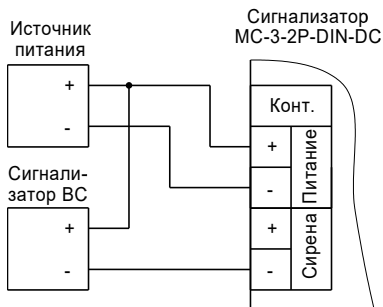 Источник
питания
+
-
Сигнали-
затор ВС
+
-
Сигнализатор
МС-3-2Р-DIN-DC
Конт.
+
-
Питание
+
-
Сирена